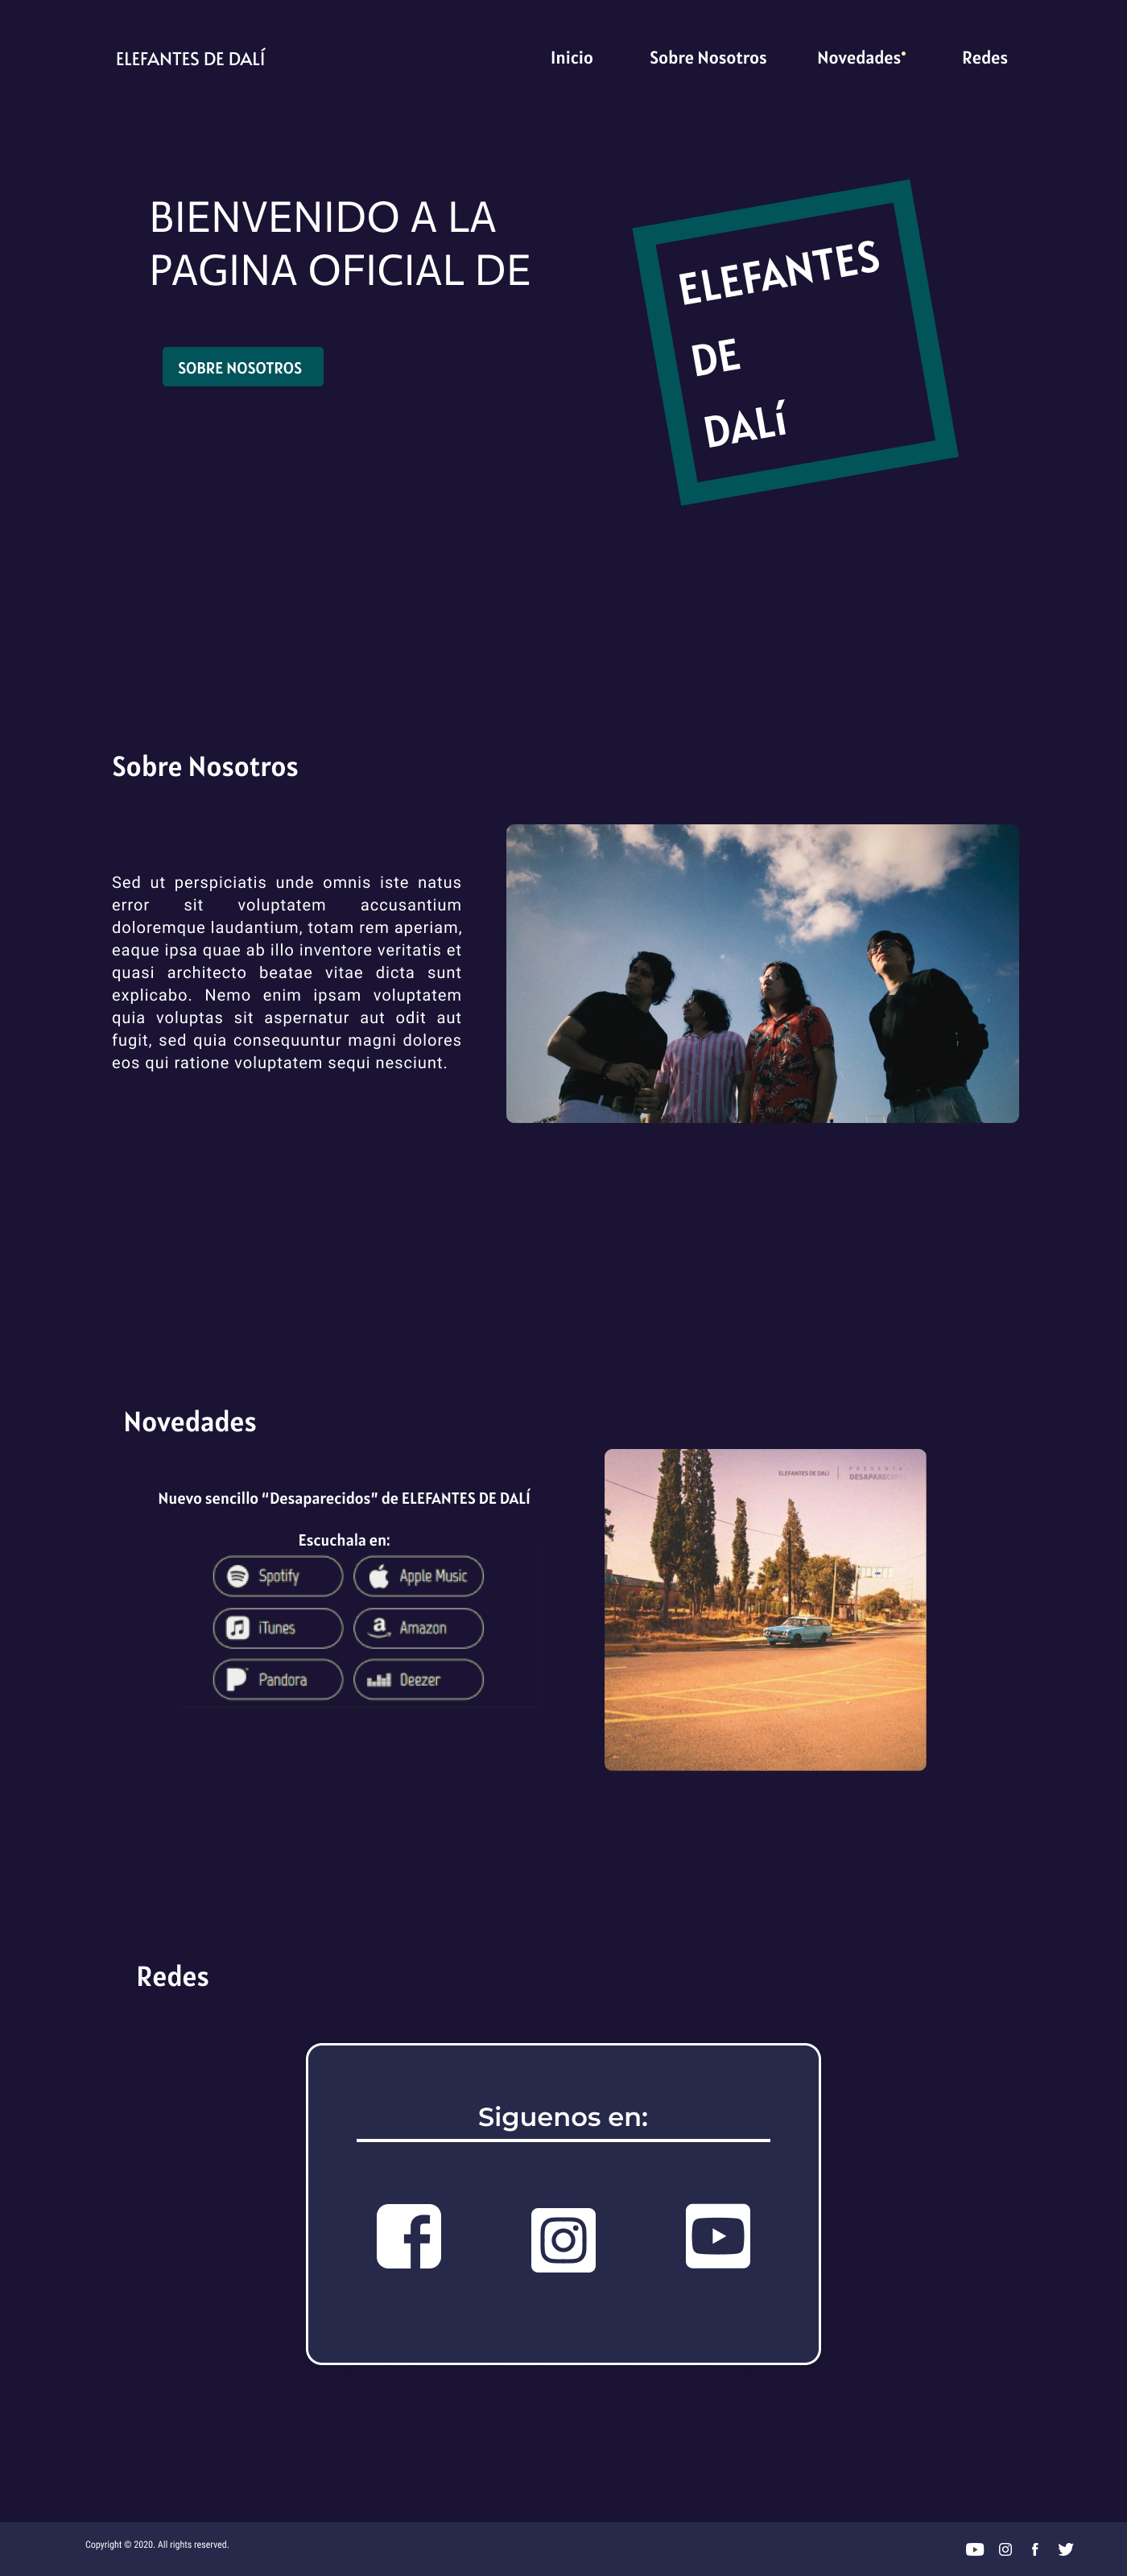 ELEFANTES DE DALÍ
Inicio
Sobre Nosotros
Novedades
Redes
BIENVENIDO A LA
PAGINA OFICIAL DE
SOBRE NOSOTROS
ELEFANTES
DE
DALí
Sobre Nosotros
Sed ut perspiciatis unde omnis iste natus
error sit voluptatem accusantium
doloremque laudantium, totam rem aperiam,
eaque ipsa quae ab illo inventore veritatis et
quasi architecto beatae vitae dicta sunt
explicabo. Nemo enim ipsam voluptatem
quia voluptas sit aspernatur aut odit aut
fugit, sed quia consequuntur magni dolores
eos qui ratione voluptatem sequi nesciunt.
Novedades
Nuevo sencillo “Desaparecidos” de ELEFANTES DE DALÍ
Escuchala en:
Spotify
Apple Music
iTunes
Amazon
Pandora
Deezer
ELEFANTES DE DALÍ
PRESENTA
DESAPARECIDOS
Redes
Siguenos en:
Copyright © 2020. All rights reserved.